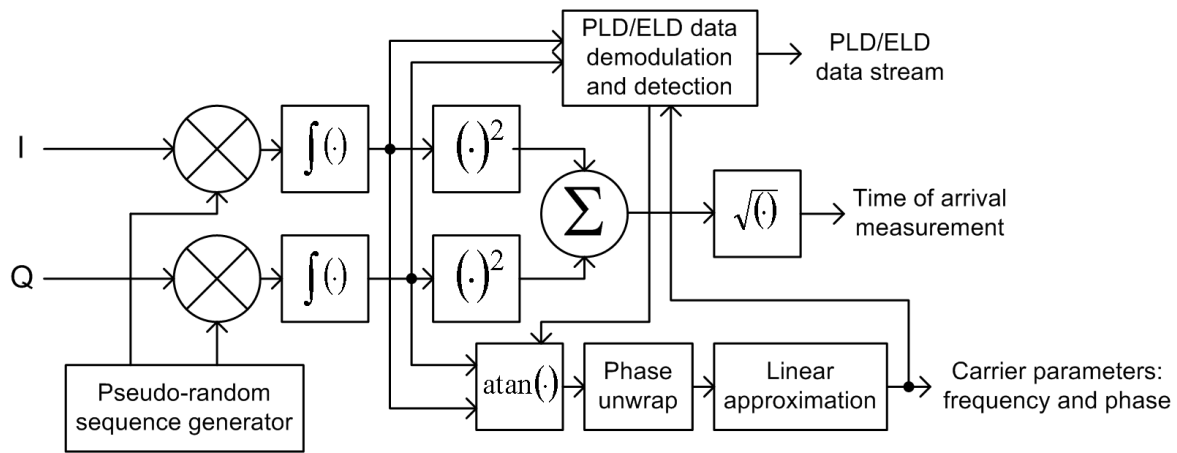 PLD/ELD data
demodulation
and detection
PLD/ELD
data stream
I
∫(·)
(·)²
Σ
√(·)
Time of arrival
measurement
Q
∫(·)
(·)²
Pseudo-random
sequence generator
atan(·)
Phase
unwrap
Linear
approximation
Carrier parameters:
frequency and phase